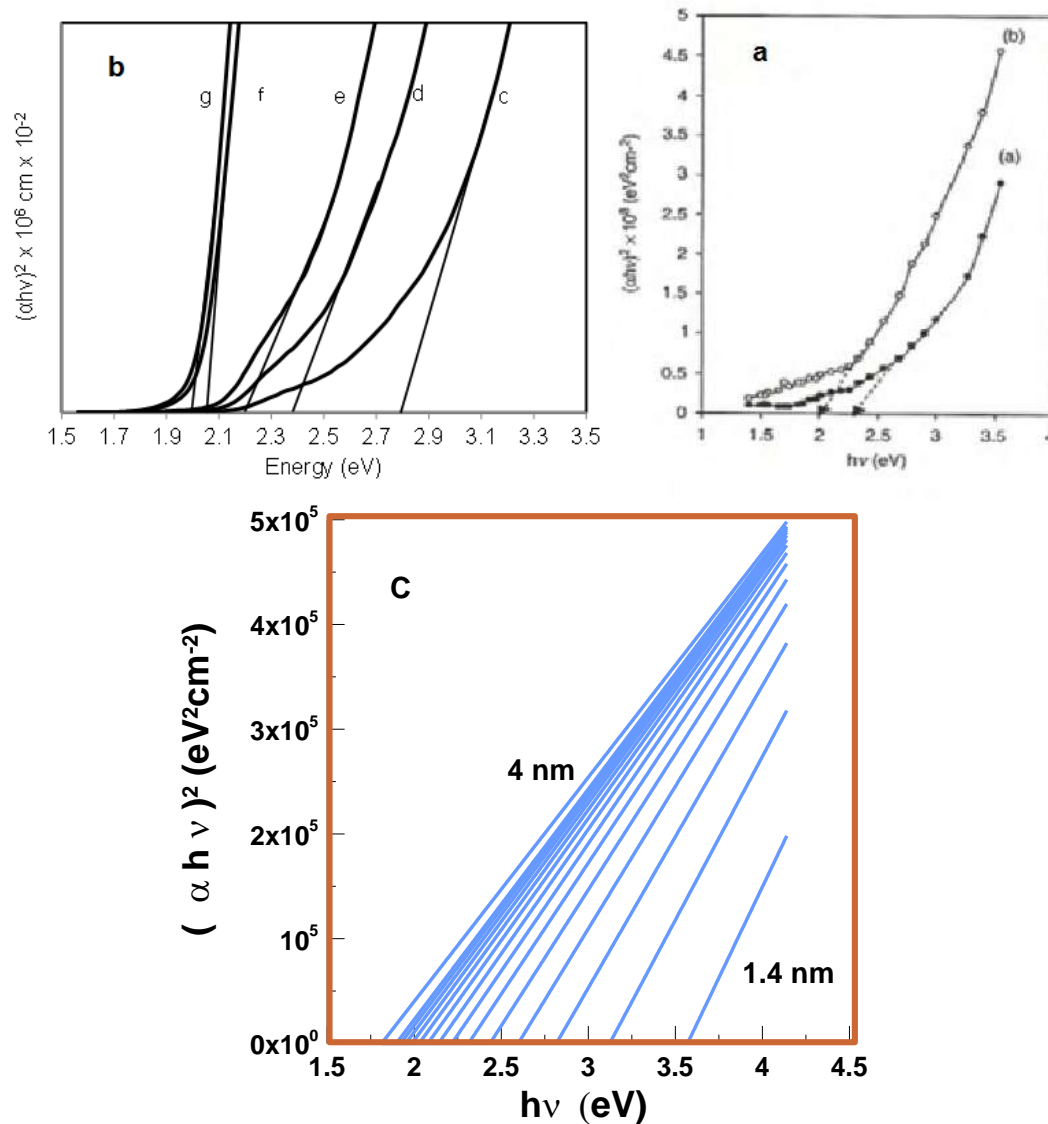 b
g
f
e
d
c
(αhν)² x 10⁶ cm x 10⁻²
1.5 1.7 1.9 2.1 2.3 2.5 2.7 2.9 3.1 3.3 3.5
Energy (eV)
a
(b)
(a)
5
4.5
4
3.5
3
2.5
2
1.5
1
0.5
0
(αhν)² × 10⁸ (eV²cm⁻²)
1 1.5 2 2.5 3 3.5 4
hν (eV)
C
5x10⁵
4x10⁵
3x10⁵
2x10⁵
10⁵
0x10⁰
( α h ν )² (eV²cm⁻²)
4 nm
1.4 nm
1.5 2 2.5 3 3.5 4 4.5
hν (eV)